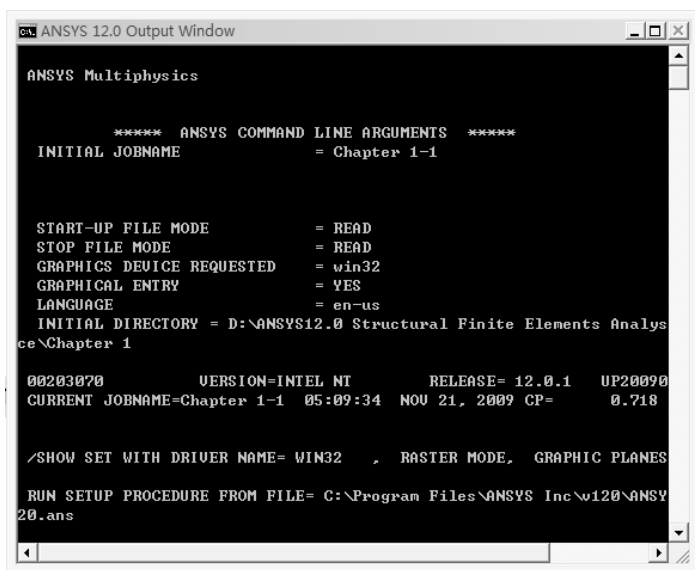 ANSYS 12.0 Output Window
ANSYS Multiphysics
***** ANSYS COMMAND LINE ARGUMENTS *****
INITIAL JOBNAME = Chapter 1-1
START-UP FILE MODE = READ
STOP FILE MODE = READ
GRAPHICS DEVICE REQUESTED = win32
GRAPHICAL ENTRY = YES
LANGUAGE = en-us
INITIAL DIRECTORY = D:\ANSYS12.0 Structural Finite Elements Analys
ce\Chapter 1
00203070 VERSION=INTEL NT RELEASE= 12.0.1 UP20090
CURRENT JOBNAME=Chapter 1-1 05:09:34 NOV 21, 2009 CP= 0.718
/SHOW SET WITH DRIVER NAME= WIN32 , RASTER MODE, GRAPHIC PLANES
RUN SETUP PROCEDURE FROM FILE= C:\Program Files\ANSYS Inc\v120\ANSY
20.ans